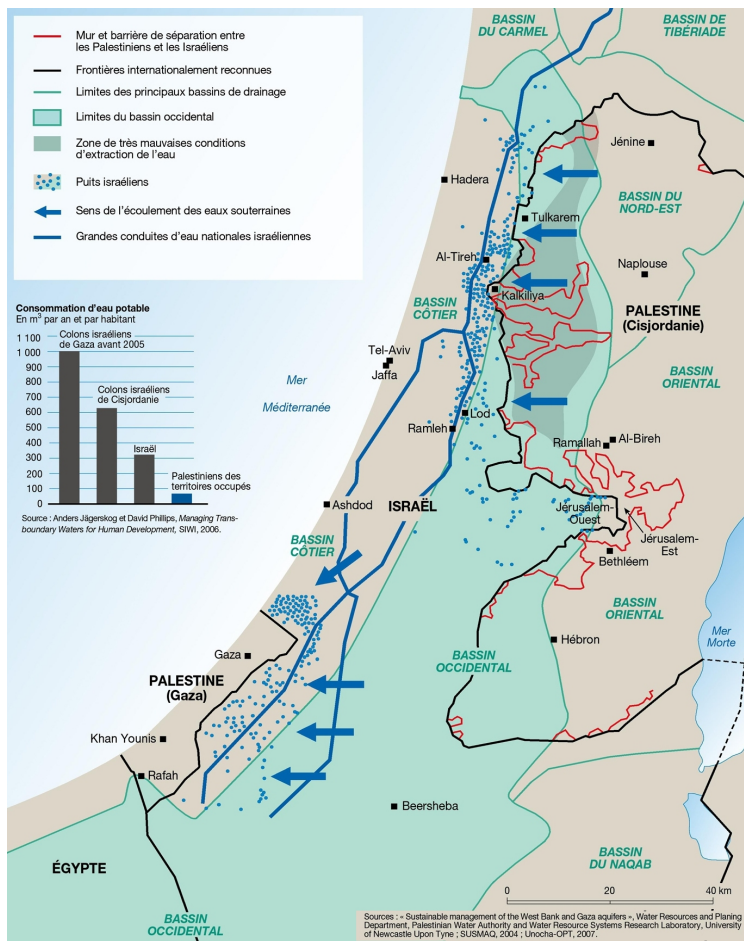 Mur et barrière de séparation entre
les Palestiniens et les Israéliens
Frontières internationalement reconnues
Limites des principaux bassins de drainage
Limites du bassin occidental
Zone de très mauvaises conditions
d'extraction de l'eau
Puits israéliens
Sens de l'écoulement des eaux souterraines
Grandes conduites d'eau nationales israéliennes
BASSIN
DU CARMEL
BASSIN DE
TIBÉRIADE
Jénine
Hadera
BASSIN DU
NORD-EST
Tulkarem
Al-Tireh
Naplouse
Kalkiliya
BASSIN
CÔTIER
PALESTINE
(Cisjordanie)
Consommation d'eau potable
En m³ par an et par habitant
1 100
1 000
900
800
700
600
500
400
300
200
100
0
Colons israéliens
de Gaza avant 2005
Colons israéliens
de Cisjordanie
Israël
Palestiniens des
territoires occupés
Source : Anders Jägerskog et David Phillips, Managing Trans-
boundary Waters for Human Development, SIWI, 2006.
Tel-Aviv
Jaffa
Mer
Méditerranée
BASSIN
ORIENTAL
Lod
Ramleh
Ramallah
Al-Bireh
Ashdod
ISRAËL
Jérusalem-
Ouest
Jérusalem-
Est
BASSIN
CÔTIER
Bethléem
BASSIN
ORIENTAL
Mer
Morte
Hébron
Gaza
BASSIN
OCCIDENTAL
PALESTINE
(Gaza)
Khan Younis
Rafah
Beersheba
ÉGYPTE
BASSIN
DU NAQAB
BASSIN
OCCIDENTAL
0
20
40 km
Sources : « Sustainable management of the West Bank and Gaza aquifers », Water Resources and Planing
Department, Palestinian Water Authority and Water Resource Systems Research Laboratory, University
of Newcastle Upon Tyne ; SUSMAQ, 2004 ; Unocha-OPT, 2007.